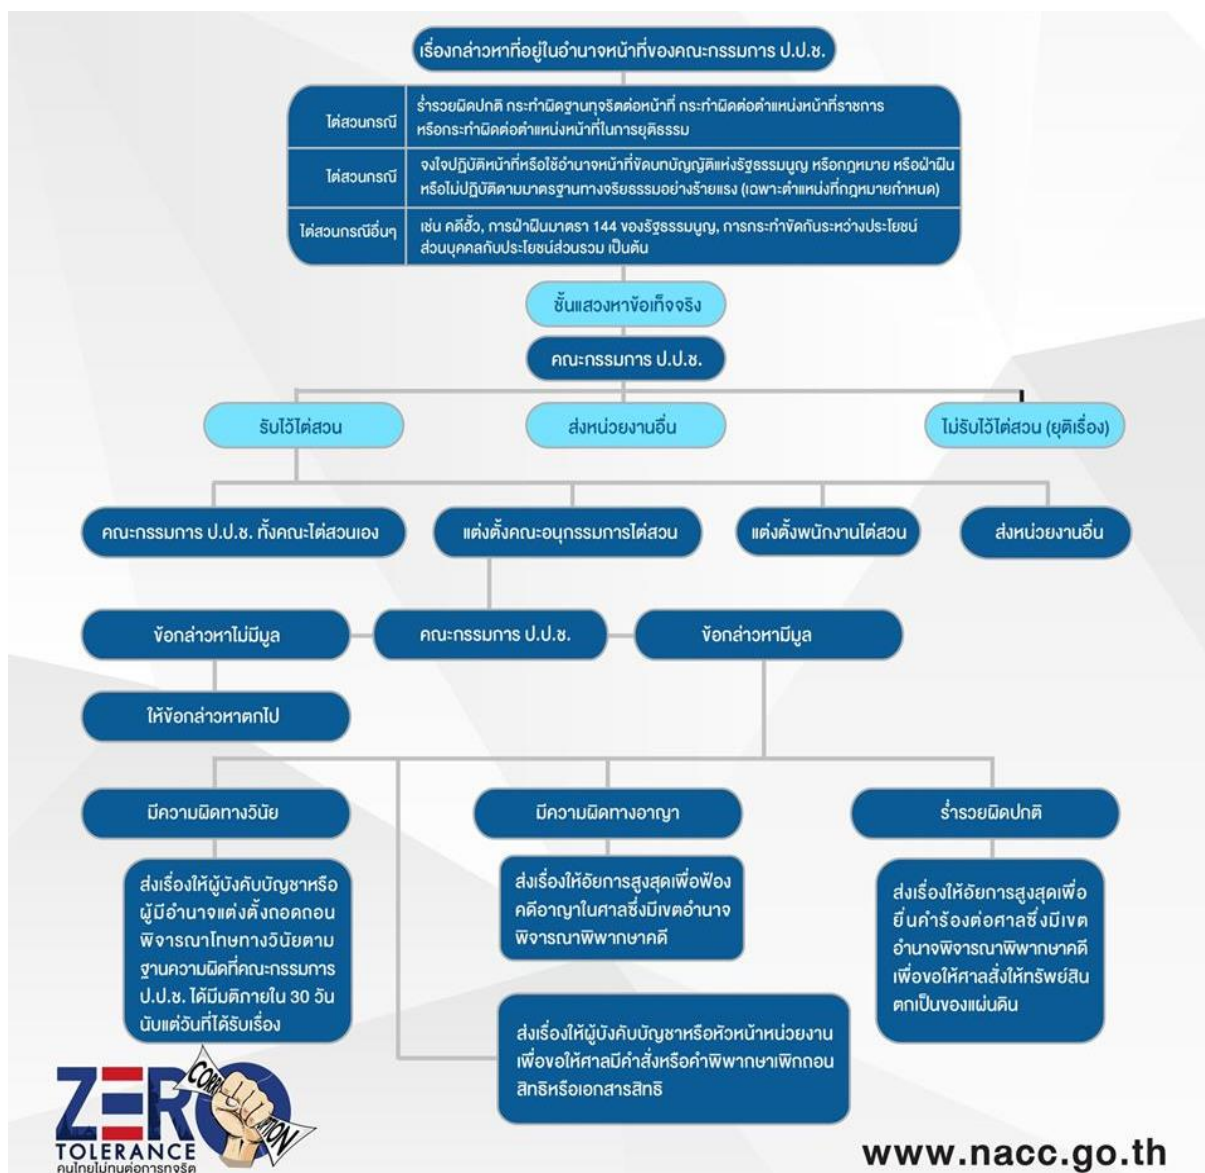 เรื่องกล่าวหาที่อยู่ในอำนาจหน้าที่ของคณะกรรมการ ป.ป.ช.
ไต่สวนกรณี
ร่ำรวยผิดปกติ กระทำผิดฐานทุจริตต่อหน้าที่ กระทำผิดต่อตำแหน่งหน้าที่ราชการ
หรือกระทำผิดต่อตำแหน่งหน้าที่ในการยุติธรรม
ไต่สวนกรณี
จงใจปฏิบัติหน้าที่หรือใช้อำนาจหน้าที่ขัดบทบัญญัติแห่งรัฐธรรมนูญ หรือกฎหมาย หรือฝ่าฝืน
หรือไม่ปฏิบัติตามมาตรฐานทางจริยธรรมอย่างร้ายแรง (เฉพาะตำแหน่งที่กฎหมายกำหนด)
ไต่สวนกรณีอื่นๆ
เช่น คดีฮั้ว, การฝ่าฝืนมาตรา 144 ของรัฐธรรมนูญ, การกระทำขัดกันระหว่างประโยชน์
ส่วนบุคคลกับประโยชน์ส่วนรวม เป็นต้น
ชั้นแสวงหาข้อเท็จจริง
คณะกรรมการ ป.ป.ช.
รับไว้ไต่สวน
ส่งหน่วยงานอื่น
ไม่รับไว้ไต่สวน (ยุติเรื่อง)
คณะกรรมการ ป.ป.ช. ทั้งคณะไต่สวนเอง
แต่งตั้งคณะอนุกรรมการไต่สวน
แต่งตั้งพนักงานไต่สวน
ส่งหน่วยงานอื่น
ข้อกล่าวหาไม่มีมูล
คณะกรรมการ ป.ป.ช.
ข้อกล่าวหามีมูล
ให้ข้อกล่าวหาตกไป
มีความผิดทางวินัย
มีความผิดทางอาญา
ร่ำรวยผิดปกติ
ส่งเรื่องให้ผู้บังคับบัญชาหรือ
ผู้มีอำนาจแต่งตั้งถอดถอน
พิจารณาโทษทางวินัยตาม
ฐานความผิดที่คณะกรรมการ
ป.ป.ช. ได้มีมติภายใน 30 วัน
นับแต่วันที่ได้รับเรื่อง
ส่งเรื่องให้อัยการสูงสุดเพื่อฟ้อง
คดีอาญาในศาลซึ่งมีเขตอำนาจ
พิจารณาพิพากษาคดี
ส่งเรื่องให้อัยการสูงสุดเพื่อ
ยื่นคำร้องต่อศาลซึ่งมีเขต
อำนาจพิจารณาพิพากษาคดี
เพื่อขอให้ศาลสั่งให้ทรัพย์สิน
ตกเป็นของแผ่นดิน
ส่งเรื่องให้ผู้บังคับบัญชาหรือหัวหน้าหน่วยงาน
เพื่อขอให้ศาลมีคำสั่งหรือคำพิพากษาเพิกถอน
สิทธิหรือเอกสารสิทธิ
ZERO
CORRUPTION
TOLERANCE
คนไทยไม่ทนต่อการทุจริต
www.nacc.go.th